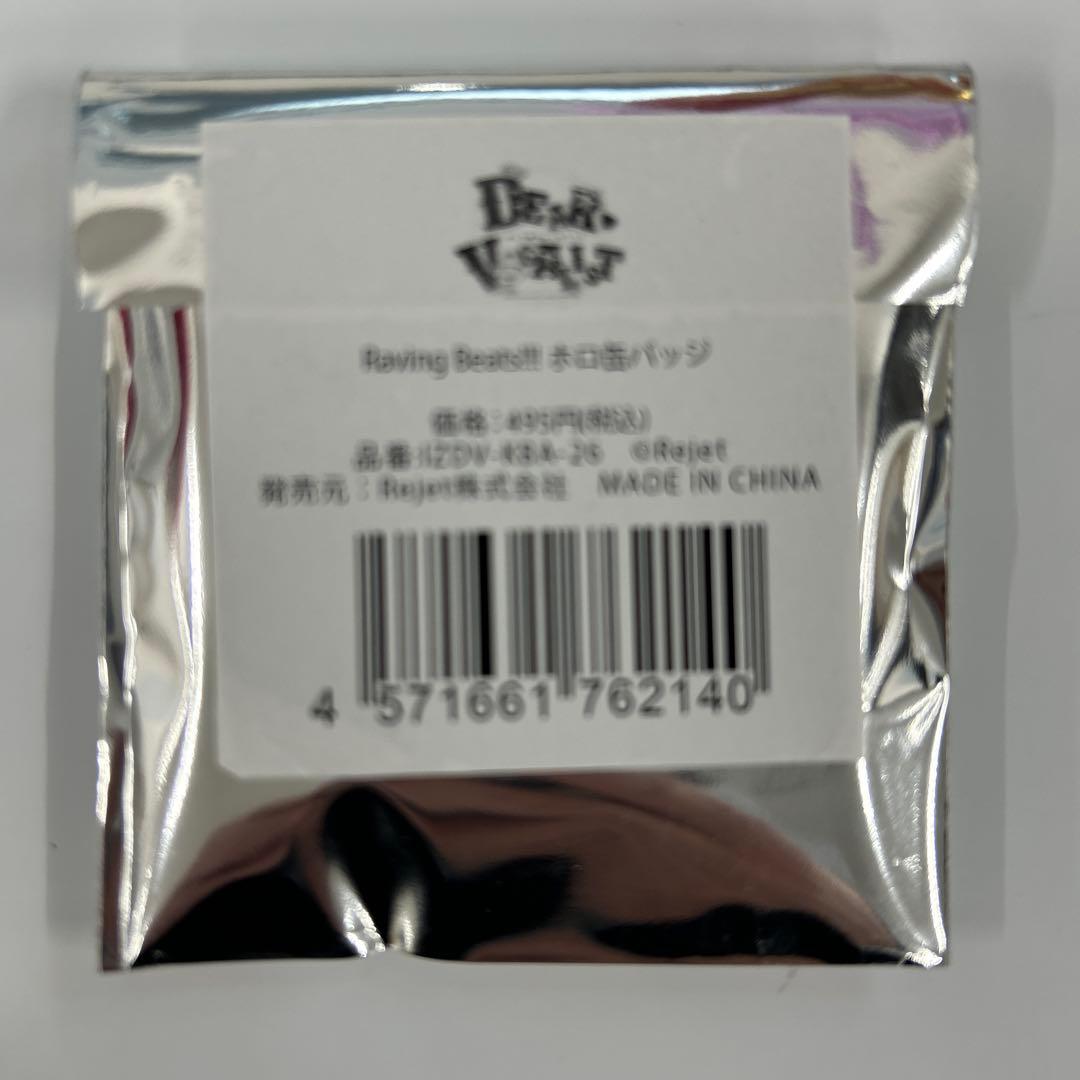 DEAR
VOCALIST
Raving Beats!!! ホロ缶バッジ
価格：495円(税込)
品番：IZDV-KBA-26　©Rejet
発売元：Rejet株式会社　MADE IN CHINA
4 571661 762140